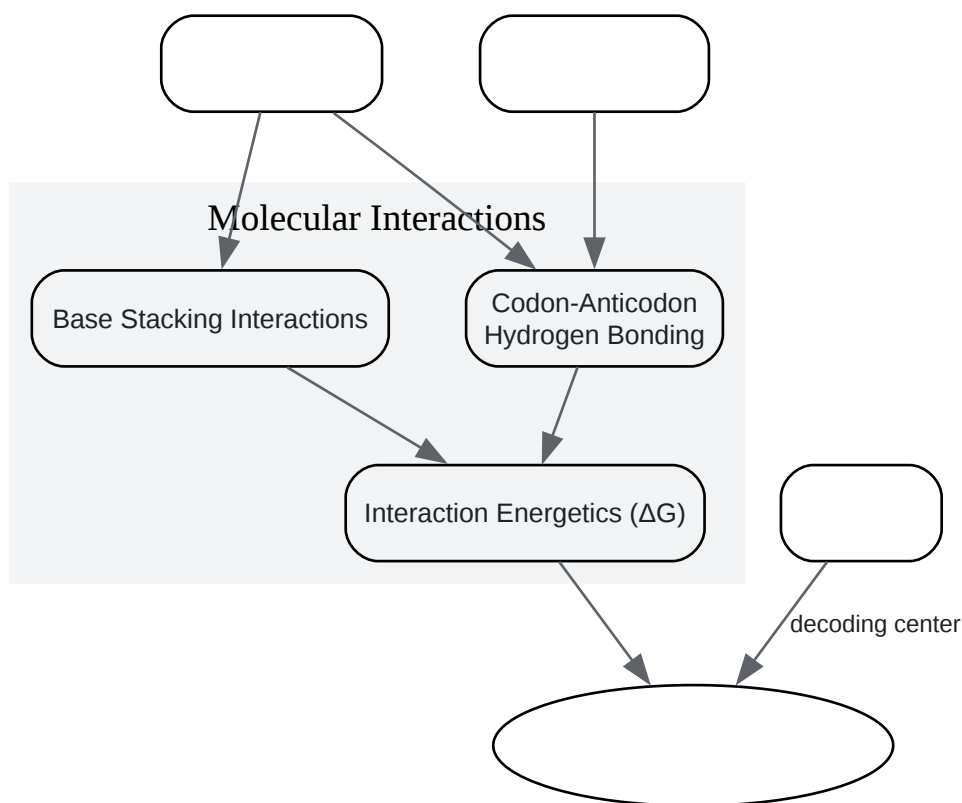 Molecular Interactions
Base Stacking Interactions
Codon-Anticodon
Hydrogen Bonding
Interaction Energetics (ΔG)
decoding center